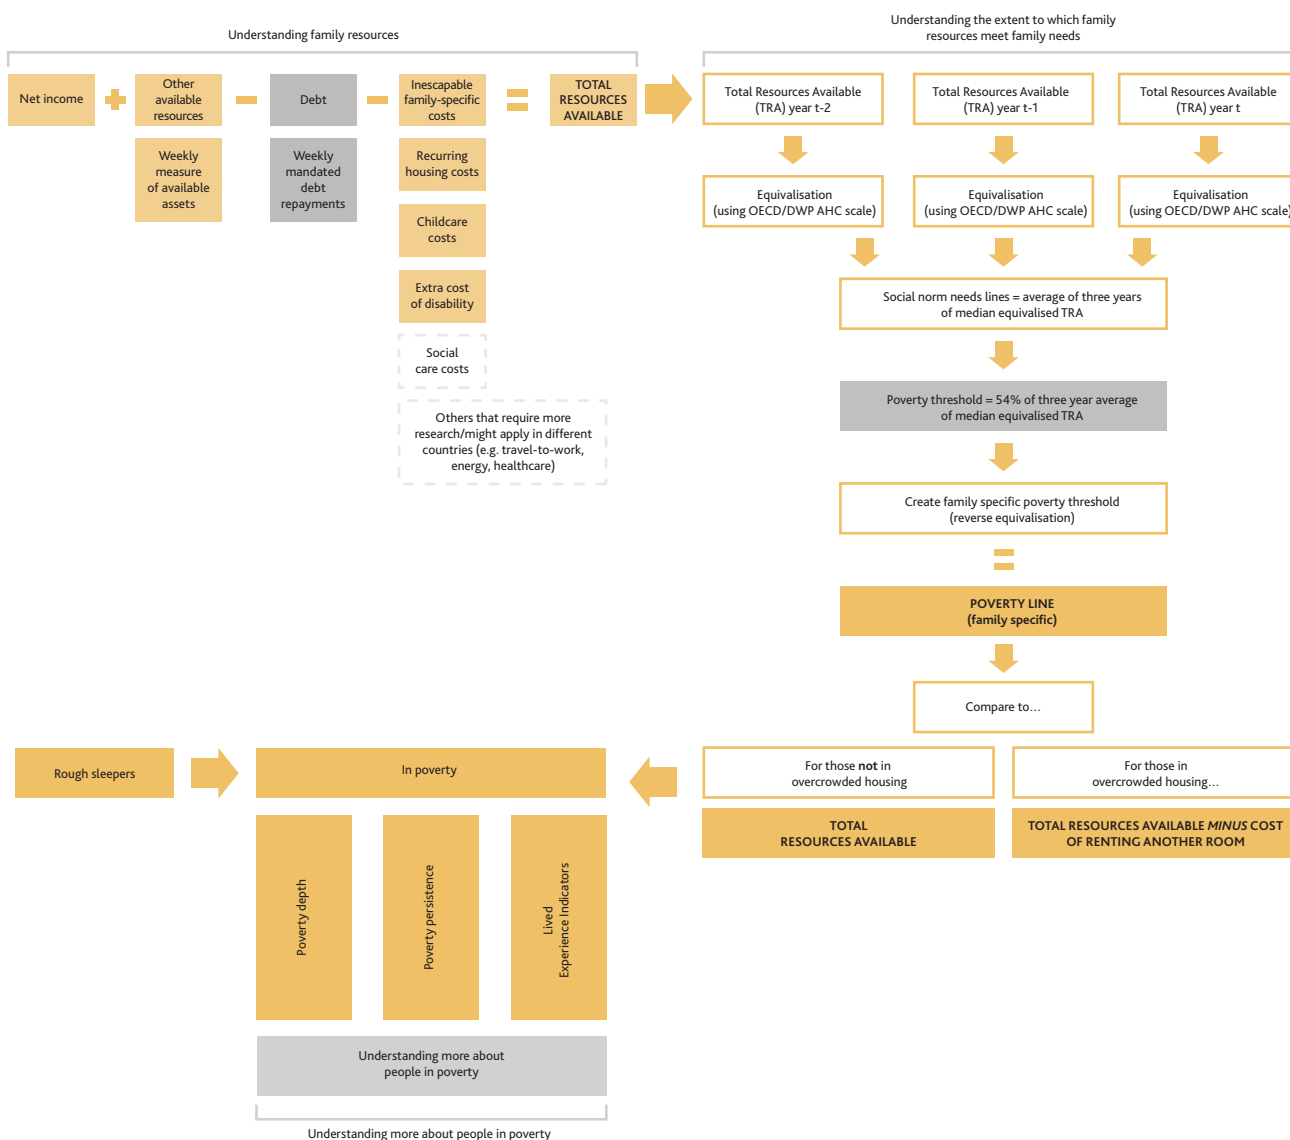 Understanding family resources
Net income
Other
available
resources
Debt
Inescapable
family-specific
costs
TOTAL
RESOURCES
AVAILABLE
Weekly
measure
of available
assets
Weekly
mandated
debt
repayments
Recurring
housing costs
Childcare
costs
Extra cost
of disability
Social
care costs
Others that require more
research/might apply in different
countries (e.g. travel-to-work,
energy, healthcare)
Understanding the extent to which family
resources meet family needs
Total Resources Available
(TRA) year t-2
Total Resources Available
(TRA) year t-1
Total Resources Available
(TRA) year t
Equivalisation
(using OECD/DWP AHC scale)
Equivalisation
(using OECD/DWP AHC scale)
Equivalisation
(using OECD/DWP AHC scale)
Social norm needs lines = average of three years
of median equivalised TRA
Poverty threshold = 54% of three year average
of median equivalised TRA
Create family specific poverty threshold
(reverse equivalisation)
POVERTY LINE
(family specific)
Compare to...
For those not in
overcrowded housing
For those in
overcrowded housing...
TOTAL
RESOURCES AVAILABLE
TOTAL RESOURCES AVAILABLE MINUS COST
OF RENTING ANOTHER ROOM
Rough sleepers
In poverty
Poverty depth
Poverty persistence
Lived
Experience Indicators
Understanding more about
people in poverty
Understanding more about people in poverty